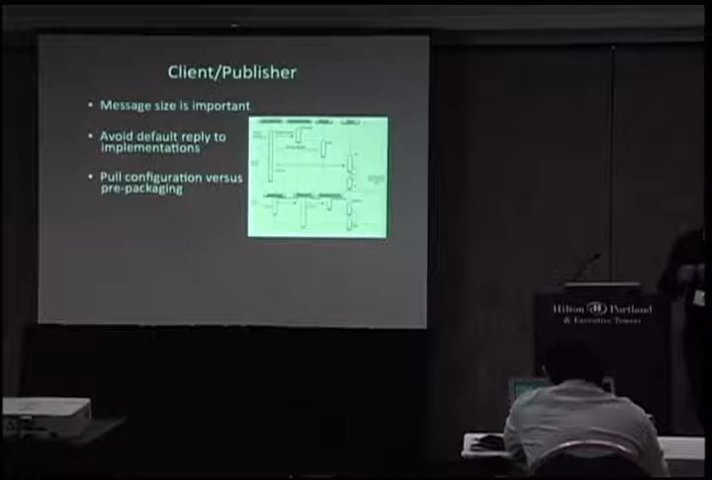 Client/Publisher
• Message size is important
• Avoid default reply to
implementations
• Pull configuration versus
pre-packaging
Hilton Portland
& Executive Tower